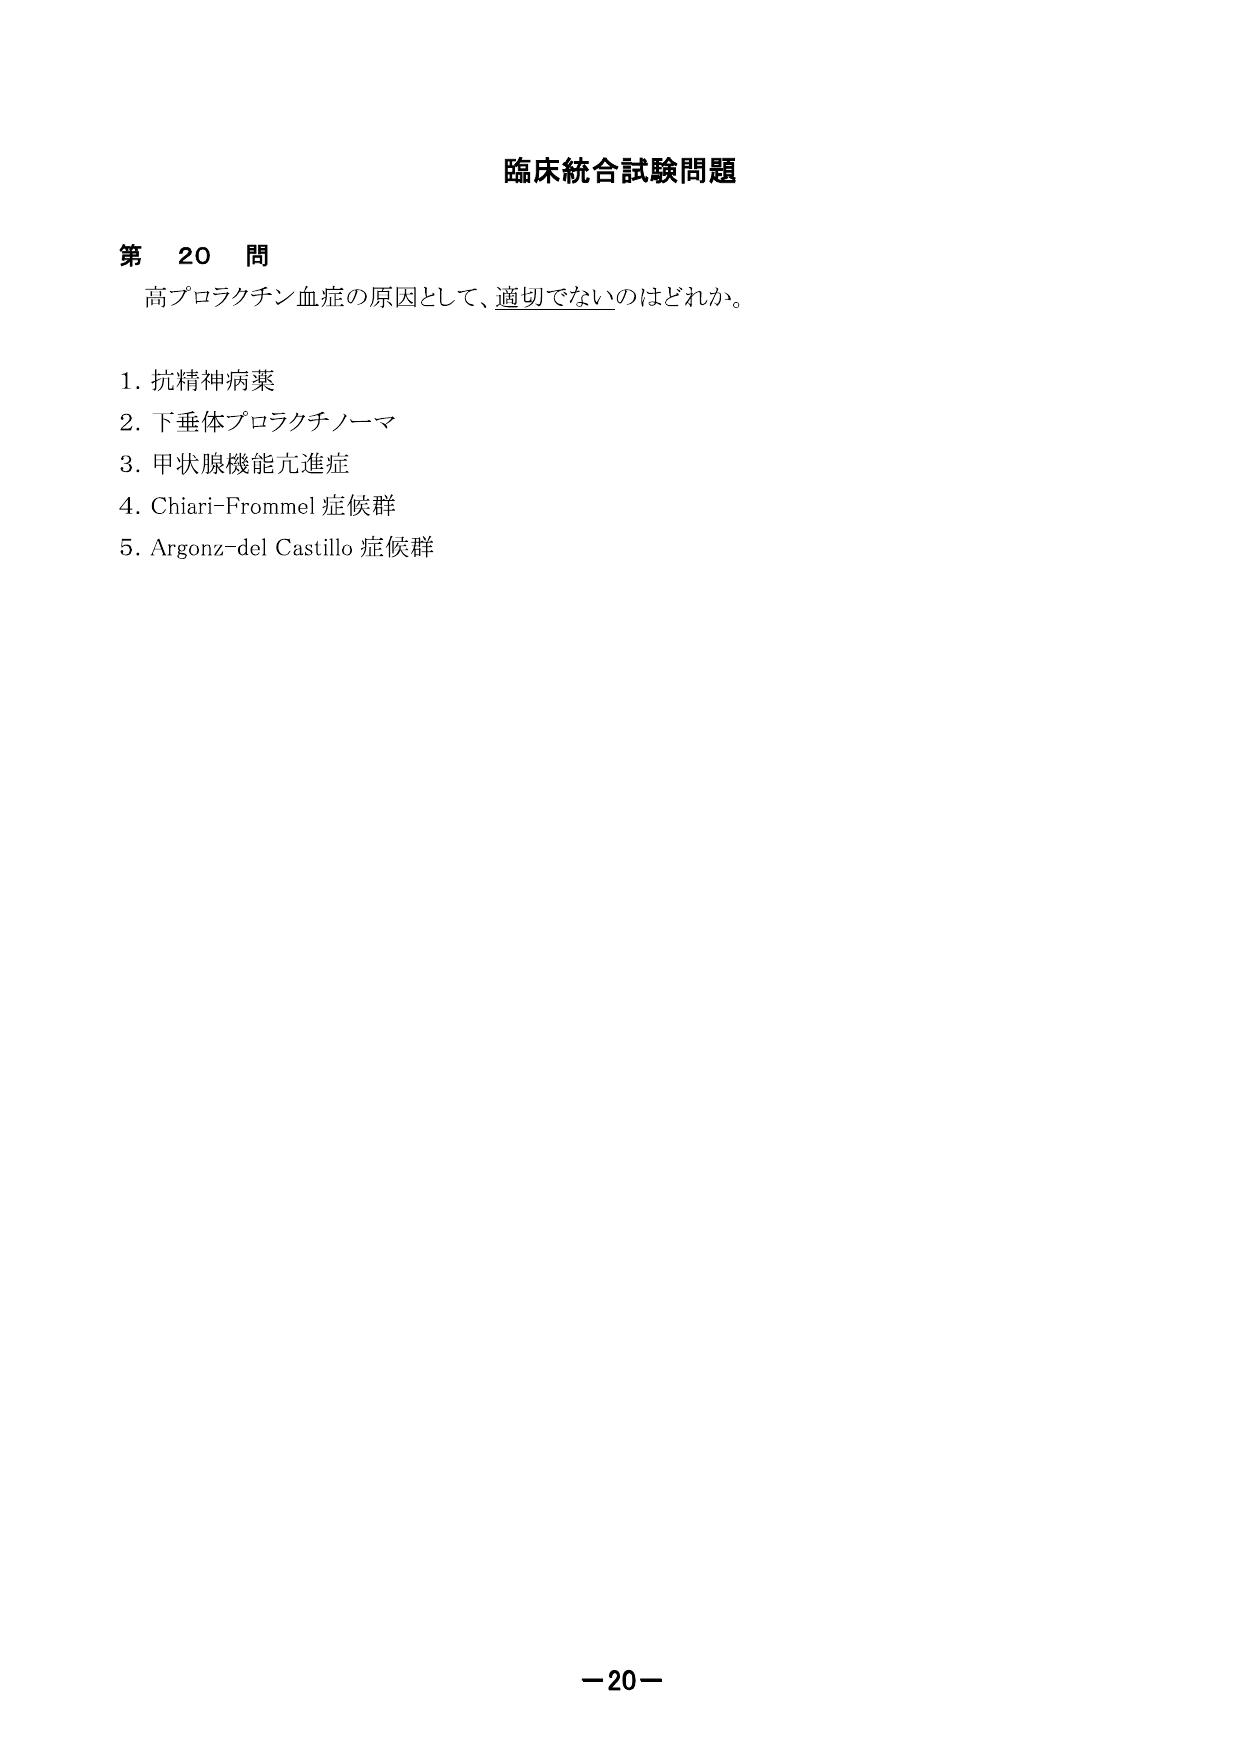 臨床統合試験問題
第 20 問
高プロラクチン血症の原因として、適切でないのはどれか。
1. 抗精神病薬
2. 下垂体プロラクチノーマ
3. 甲状腺機能亢進症
4. Chiari-Frommel 症候群
5. Argonz-del Castillo 症候群
－20－